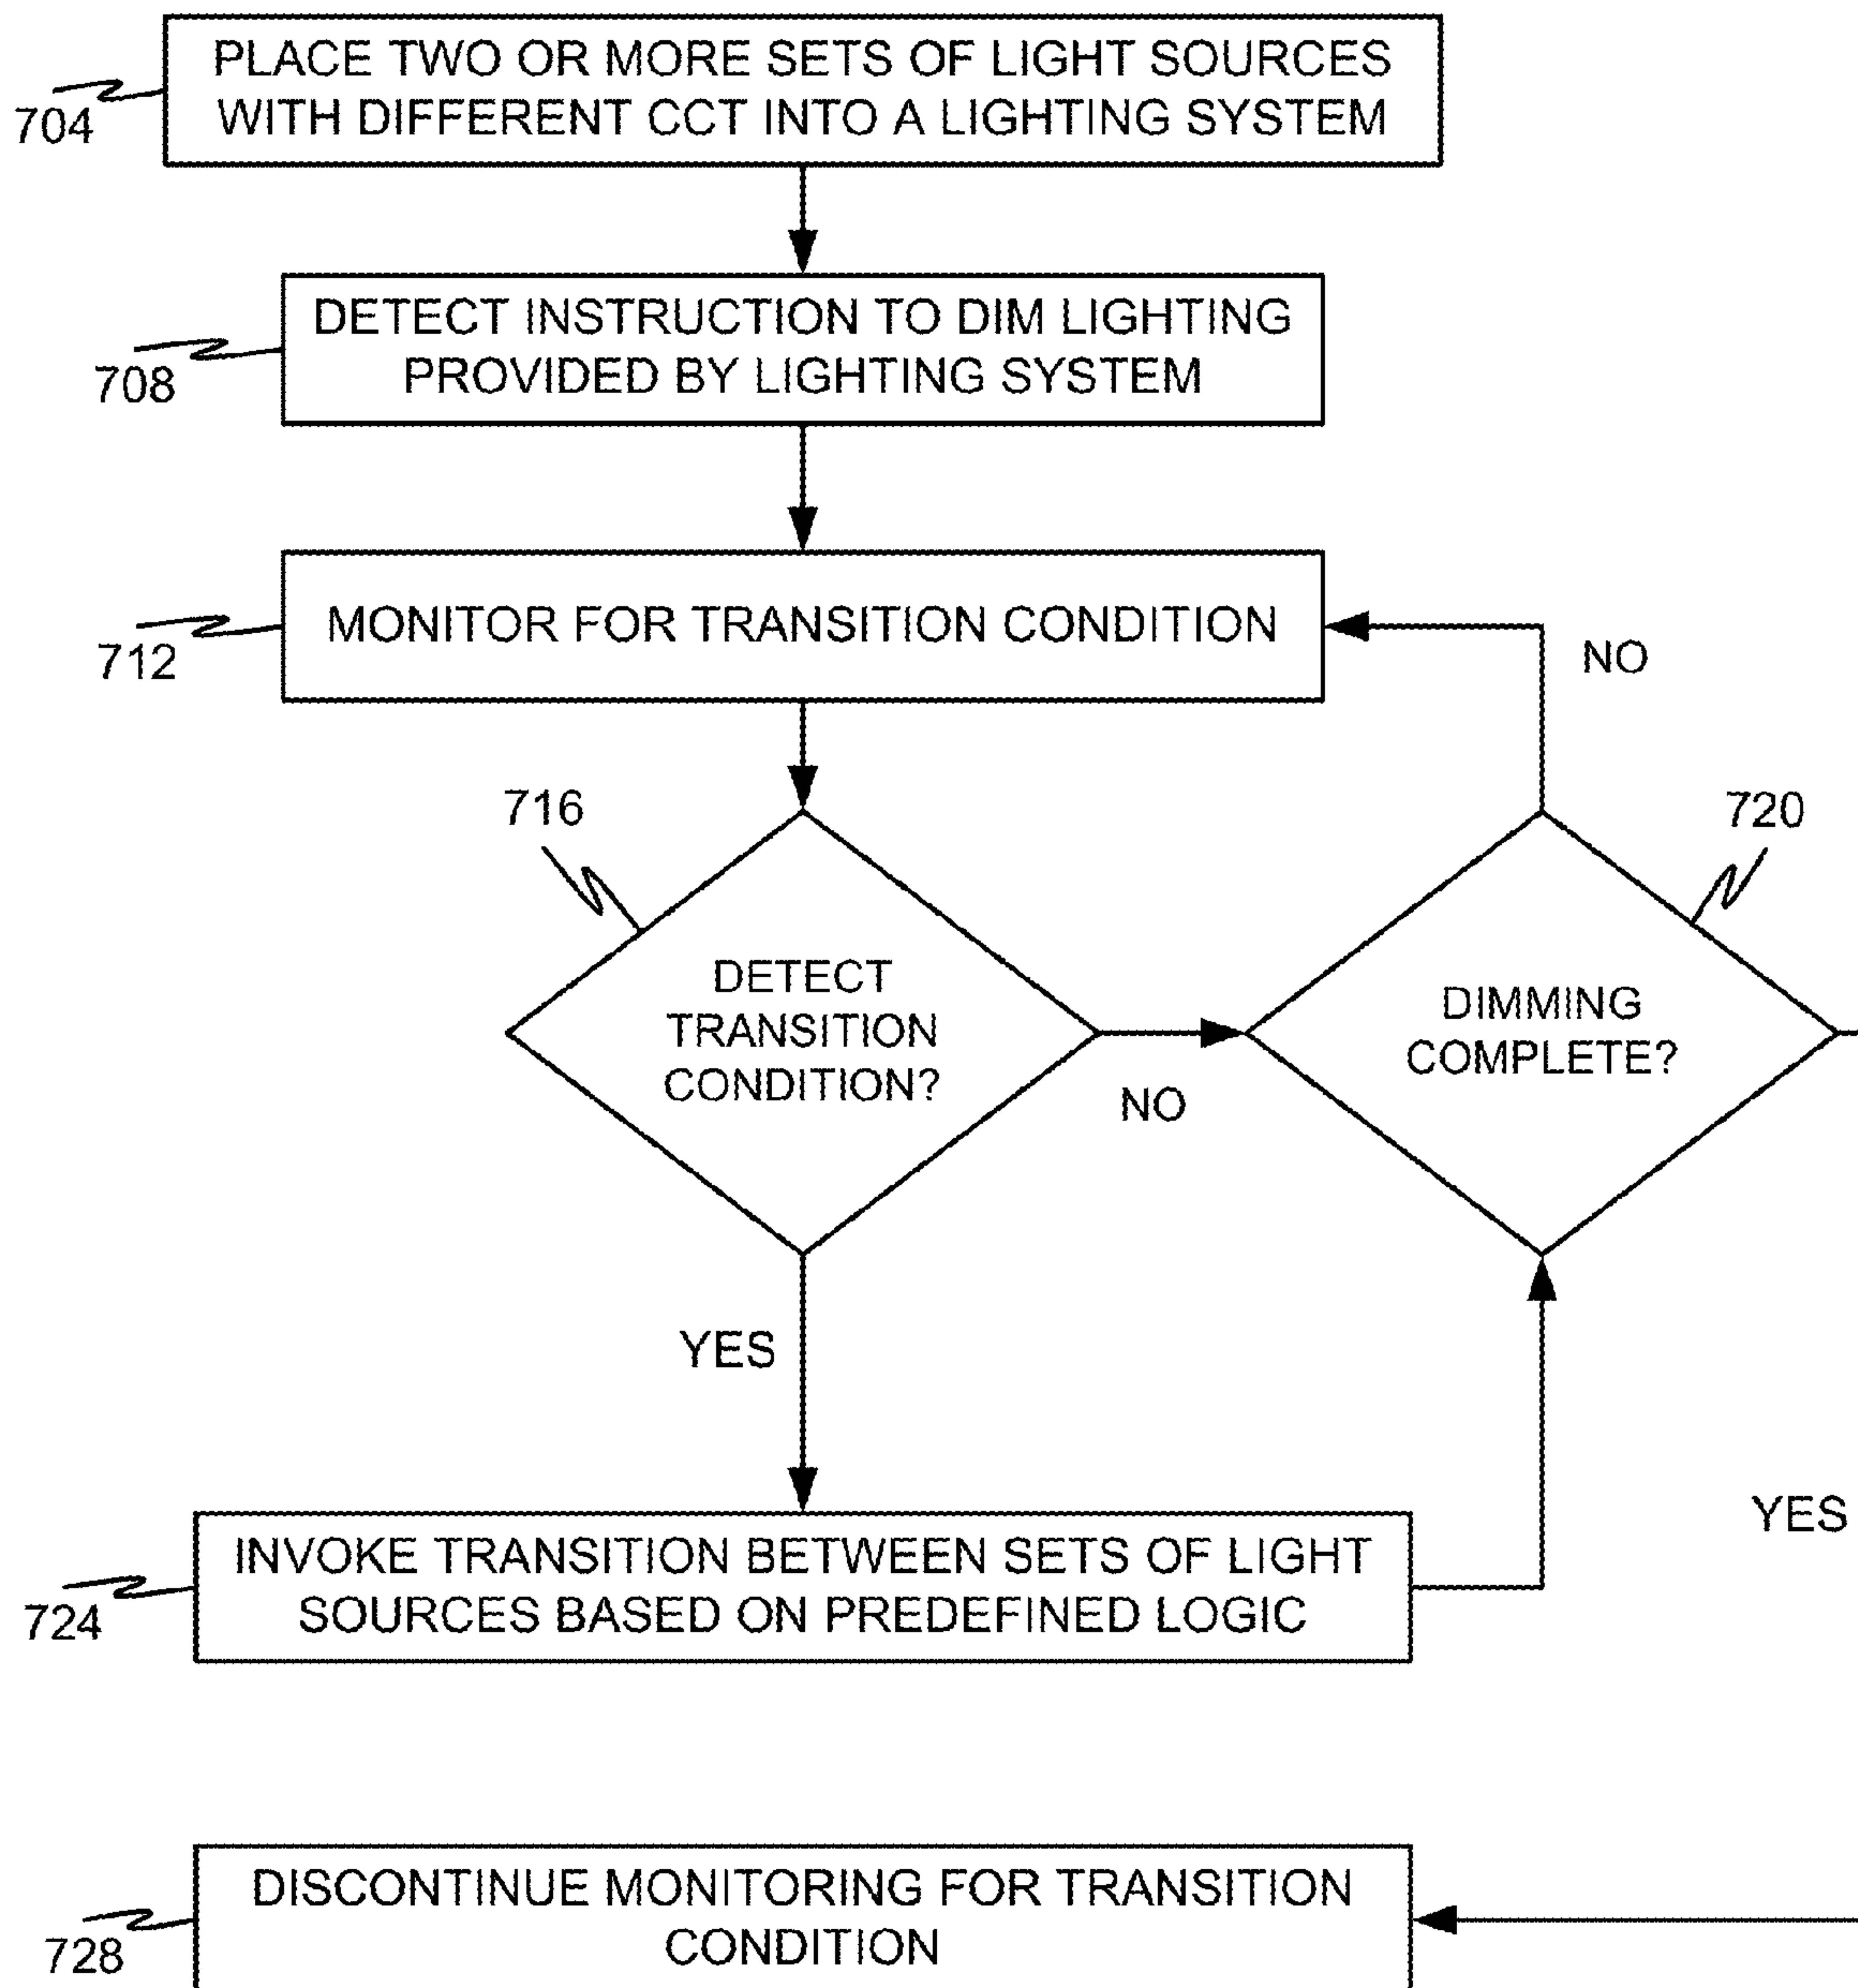 PLACE TWO OR MORE SETS OF LIGHT SOURCES
WITH DIFFERENT CCT INTO A LIGHTING SYSTEM
704
DETECT INSTRUCTION TO DIM LIGHTING
PROVIDED BY LIGHTING SYSTEM
708
MONITOR FOR TRANSITION CONDITION
712
NO
716
720
DETECT
TRANSITION
CONDITION?
DIMMING
COMPLETE?
NO
YES
YES
INVOKE TRANSITION BETWEEN SETS OF LIGHT
SOURCES BASED ON PREDEFINED LOGIC
724
DISCONTINUE MONITORING FOR TRANSITION
CONDITION
728